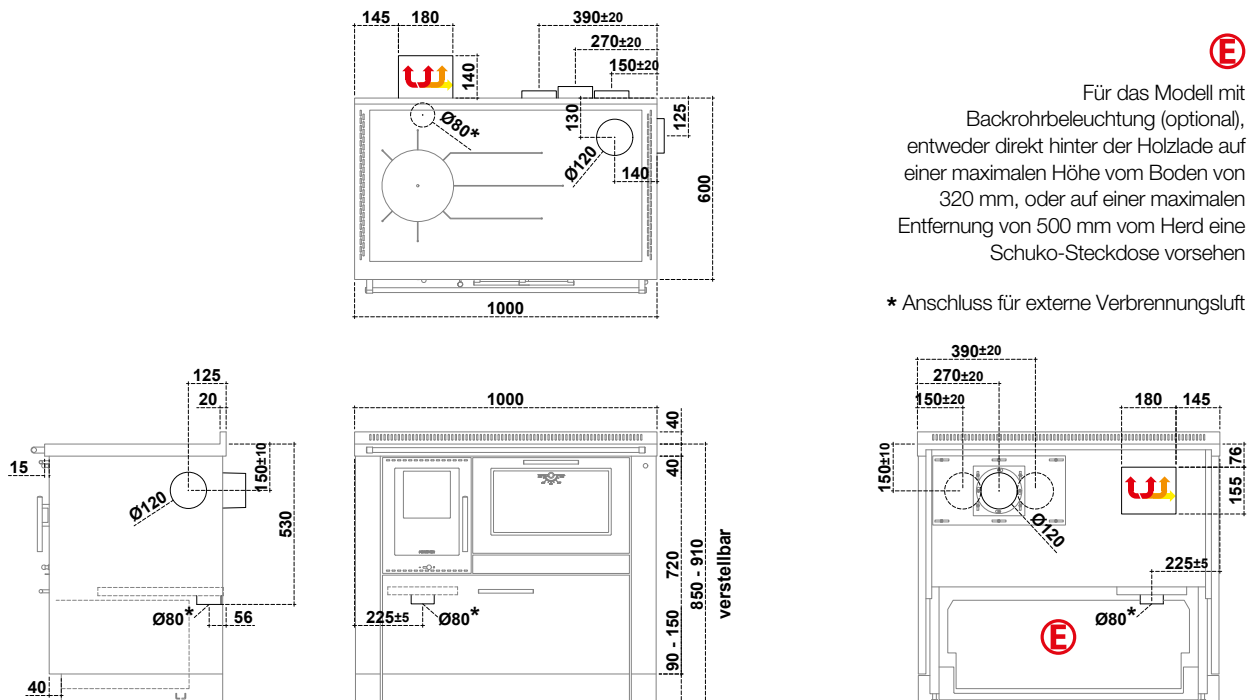 145 180 390±20
270±20
150±20
140
Ø80*
130
125
Ø120
140
600
1000
E
Für das Modell mit
Backrohrbeleuchtung (optional),
entweder direkt hinter der Holzlade auf
einer maximalen Höhe vom Boden von
320 mm, oder auf einer maximalen
Entfernung von 500 mm vom Herd eine
Schuko-Steckdose vorsehen
* Anschluss für externe Verbrennungsluft
125
20
15
150±10
Ø120
530
Ø80*
56
40
1000
40
40
720
850 - 910
verstellbar
225±5
Ø80*
90 - 150
390±20
270±20
150±20
180 145
150±10
76
155
Ø120
225±5
Ø80*
E